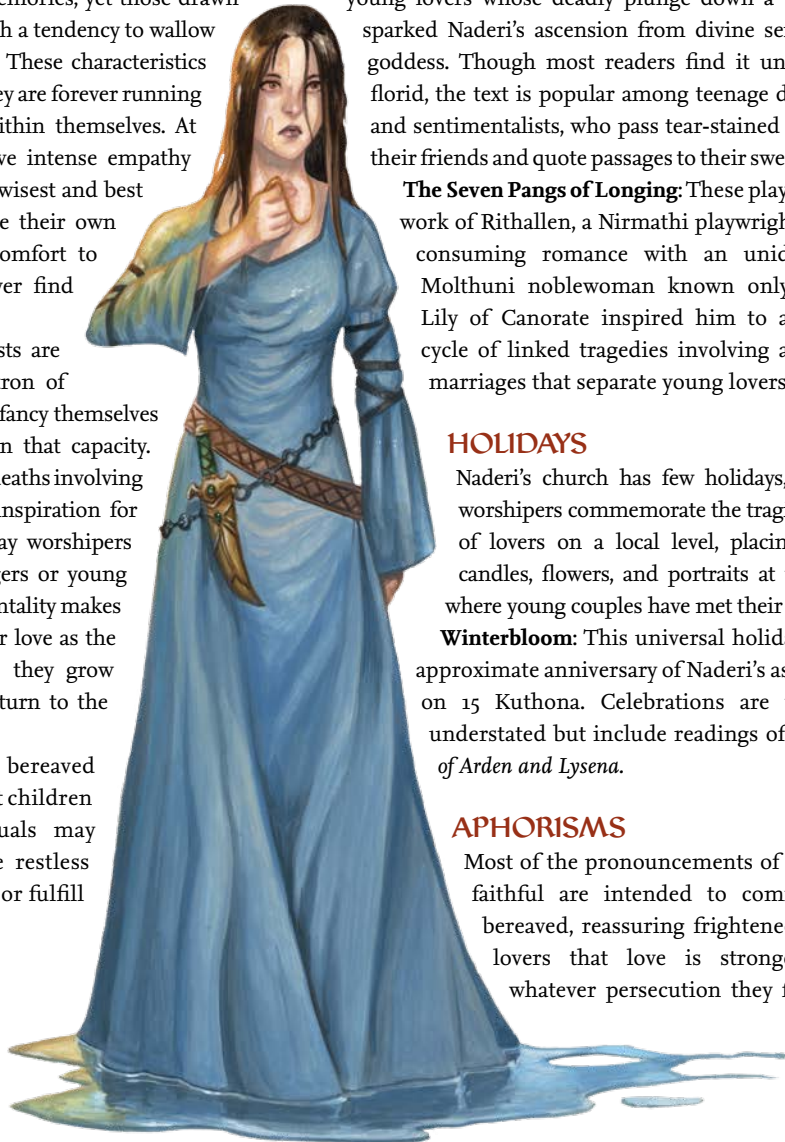 emories, yet those drawn
h a tendency to wallow
These characteristics
ey are forever running
ithin themselves. At
ve intense empathy
wisest and best
e their own
omfort to
ver find
sts are
tron of
fancy themselves
n that capacity.
leaths involving
inspiration for
ay worshipers
gers or young
ntality makes
r love as the
they grow
turn to the
bereaved
t children
uals may
e restless
or fulfill
young lovers whose deadly plunge down a
sparked Naderi’s ascension from divine se
goddess. Though most readers find it un
florid, the text is popular among teenage d
and sentimentalists, who pass tear-stained
their friends and quote passages to their swe
The Seven Pangs of Longing: These play
work of Rithallen, a Nirmathi playwrigh
consuming romance with an unid
Molthuni noblewoman known only
Lily of Canorate inspired him to a
cycle of linked tragedies involving a
marriages that separate young lovers
HOLIDAYS
Naderi’s church has few holidays,
worshipers commemorate the trag
of lovers on a local level, placin
candles, flowers, and portraits at
where young couples have met their
Winterbloom: This universal holida
approximate anniversary of Naderi’s as
on 15 Kuthona. Celebrations are
understated but include readings of
of Arden and Lysena.
APHORISMS
Most of the pronouncements of
faithful are intended to com
bereaved, reassuring frightene
lovers that love is strong
whatever persecution they f